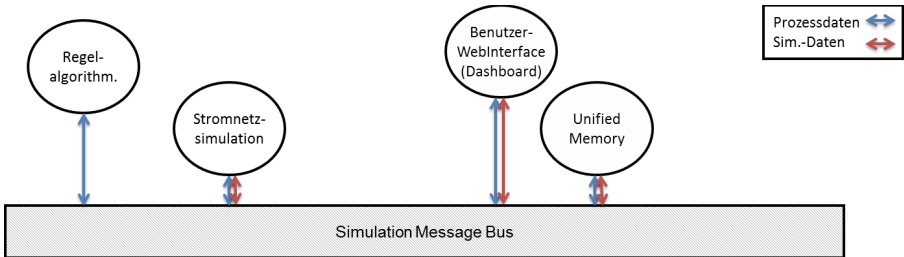 Regel-
algorithm.
Stromnetz-
simulation
Benutzer-
WebInterface
(Dashboard)
Unified
Memory
Prozessdaten
Sim.-Daten
Simulation Message Bus